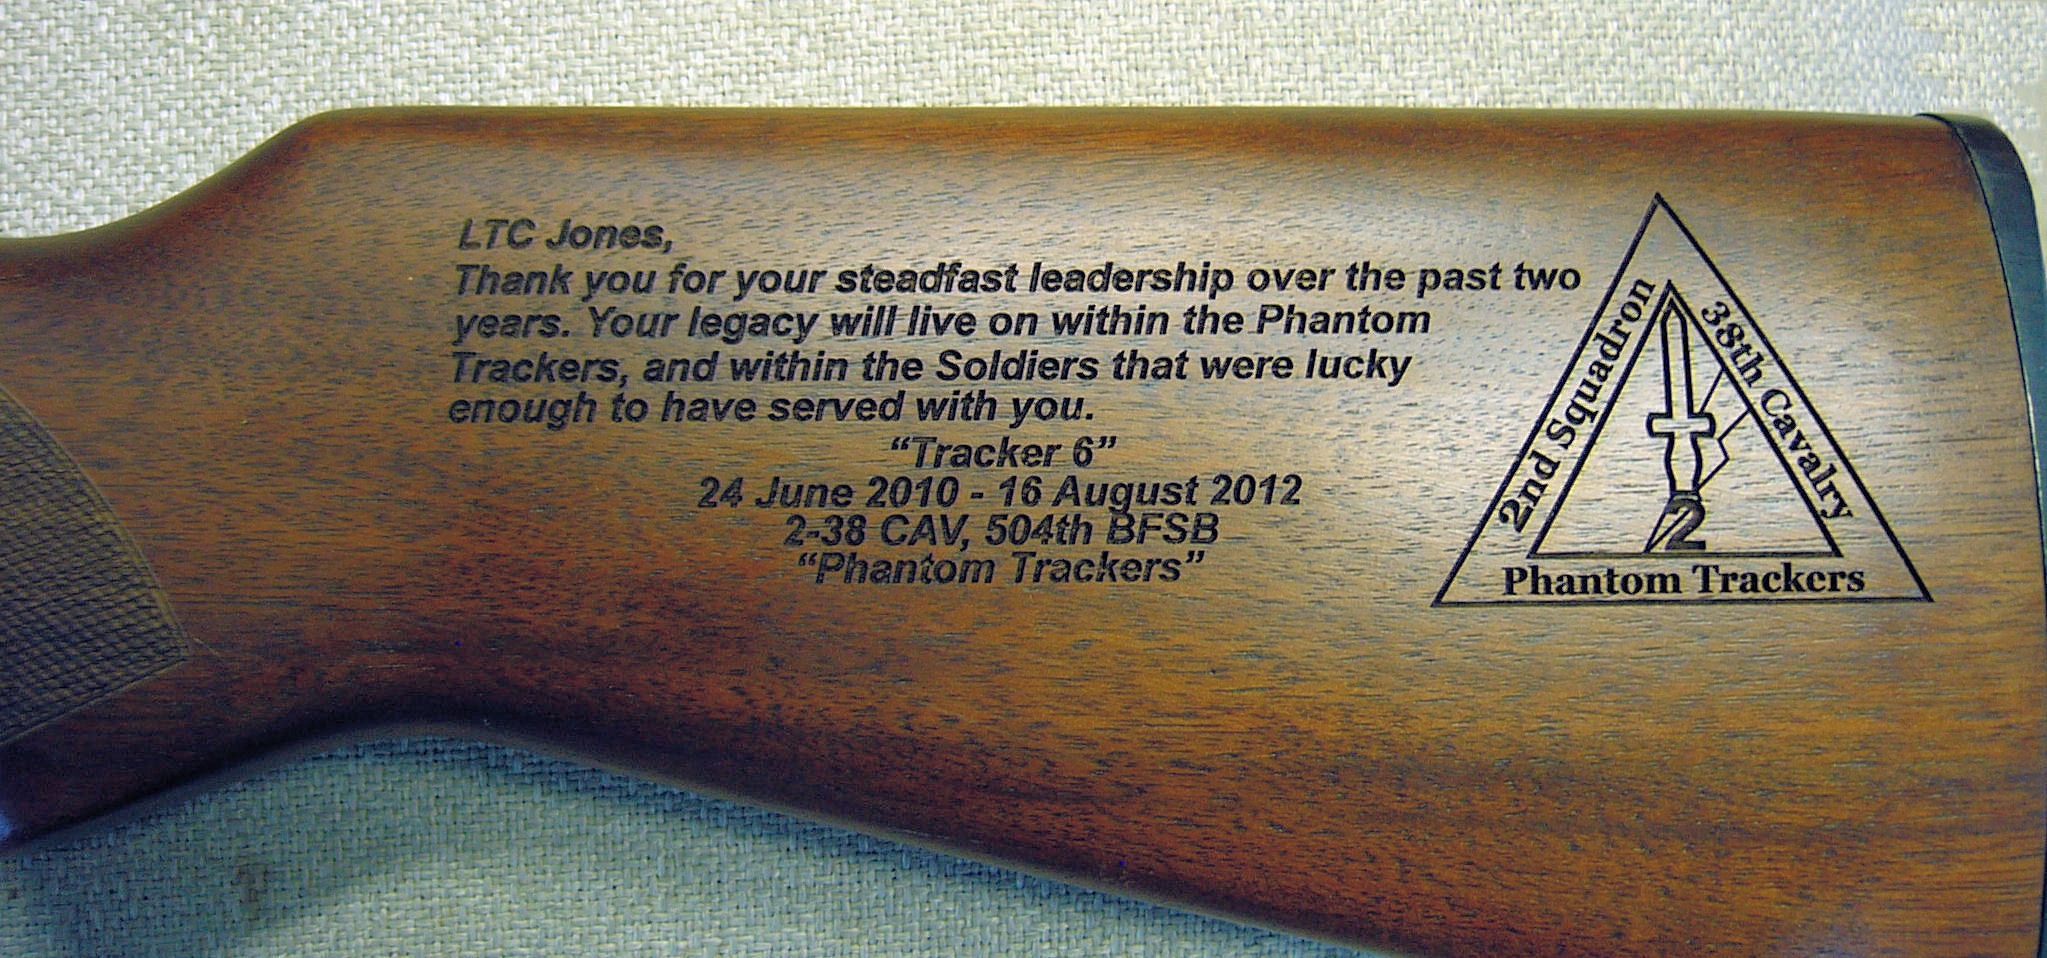 LTC Jones,
Thank you for your steadfast leadership over the past two
years. Your legacy will live on within the Phantom
Trackers, and within the Soldiers that were lucky
enough to have served with you.
“Tracker 6”
24 June 2010 - 16 August 2012
2-38 CAV, 504th BFSB
“Phantom Trackers”
2nd Squadron
38th Cavalry
2
Phantom Trackers